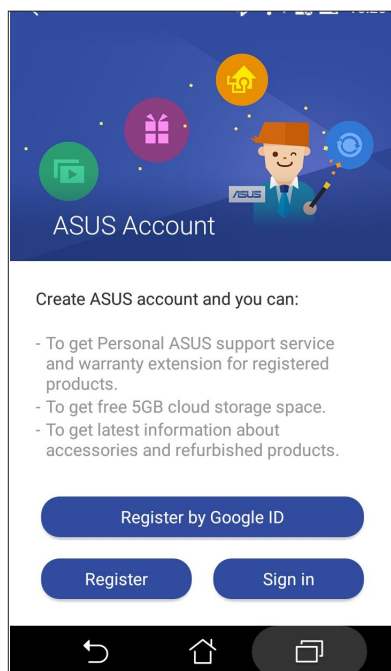 ASUS
ASUS Account
Create ASUS account and you can:
- To get Personal ASUS support service
and warranty extension for registered
products.
- To get free 5GB cloud storage space.
- To get latest information about
accessories and refurbished products.
Register by Google ID
Register
Sign in